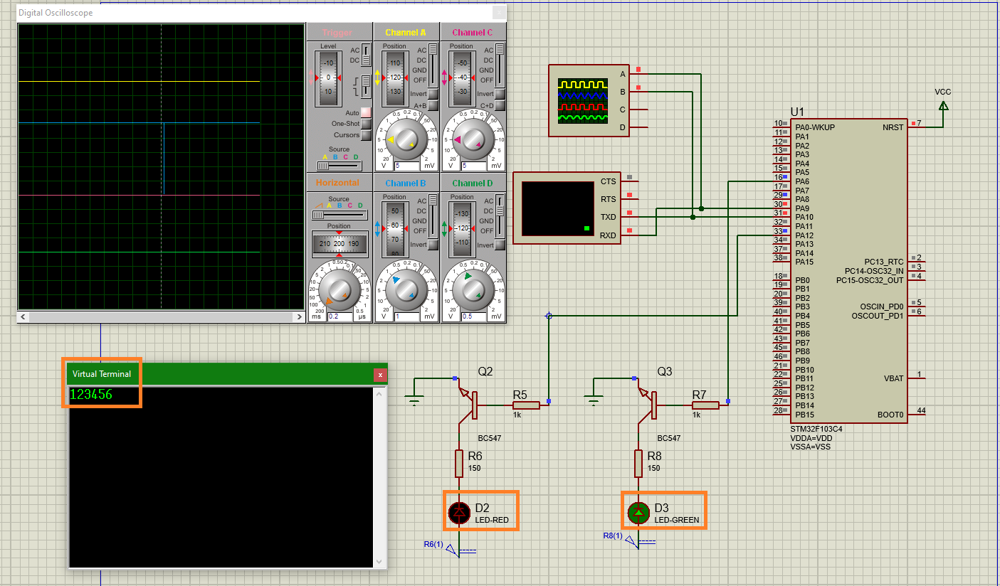 Digital Oscilloscope
Trigger
Level
-10
0
10
AC
DC
Auto
One-Shot
Cursors
Source
A B C D
Horizontal
Source
A B C D
Position
210 200 190
ms 0.2 µs
Channel A
Position
110
120
130
AC
DC
GND
OFF
Invert
A+B
V 5 mV
Channel C
Position
-50
-40
-30
AC
DC
GND
OFF
Invert
C+D
V 5 mV
Channel B
Position
50
60
70
80
AC
DC
GND
OFF
Invert
V 1 mV
Channel D
Position
-130
-120
-110
AC
DC
GND
OFF
Invert
V 0.5 mV
Virtual Terminal
123456
A
B
C
D
CTS
RTS
TXD
RXD
VCC
U1
10 PA0-WKUP
11 PA1
12 PA2
13 PA3
14 PA4
15 PA5
16 PA6
17 PA7
29 PA8
30 PA9
31 PA10
32 PA11
33 PA12
34 PA13
37 PA14
38 PA15
18 PB0
19 PB1
20 PB2
39 PB3
40 PB4
41 PB5
42 PB6
43 PB7
45 PB8
46 PB9
21 PB10
22 PB11
25 PB12
26 PB13
27 PB14
28 PB15
NRST 7
PC13_RTC 2
PC14-OSC32_IN 3
PC15-OSC32_OUT 4
OSCIN_PD0 5
OSCOUT_PD1 6
VBAT 1
BOOT0 44
STM32F103C4
VDDA=VDD
VSSA=VSS
Q2
BC547
R5
1k
R6
150
D2
LED-RED
R6(1)
Q3
BC547
R7
1k
R8
150
D3
LED-GREEN
R8(1)